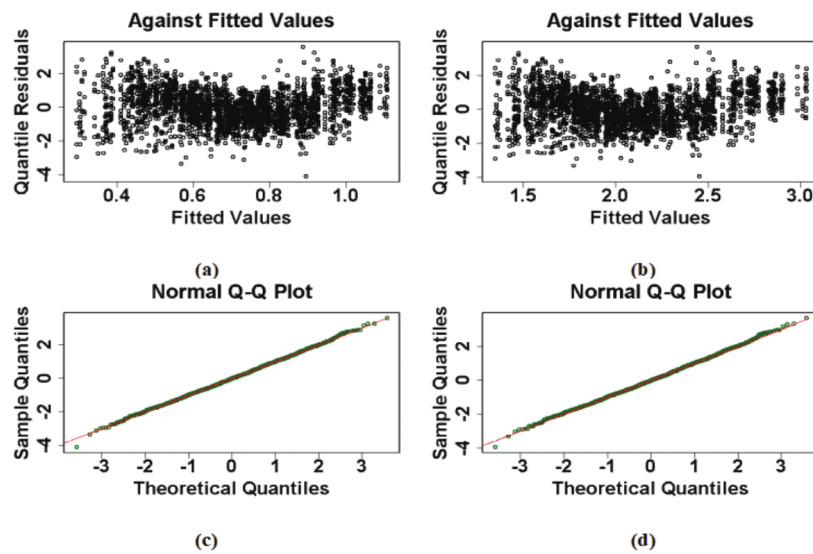 Against Fitted Values
Quantile Residuals
2
0
-2
-4
0.4 0.6 0.8 1.0
Fitted Values
(a)
Against Fitted Values
Quantile Residuals
2
0
-2
-4
1.5 2.0 2.5 3.0
Fitted Values
(b)
Normal Q-Q Plot
Sample Quantiles
2
0
-2
-4
-3 -2 -1 0 1 2 3
Theoretical Quantiles
(c)
Normal Q-Q Plot
Sample Quantiles
2
0
-2
-4
-3 -2 -1 0 1 2 3
Theoretical Quantiles
(d)